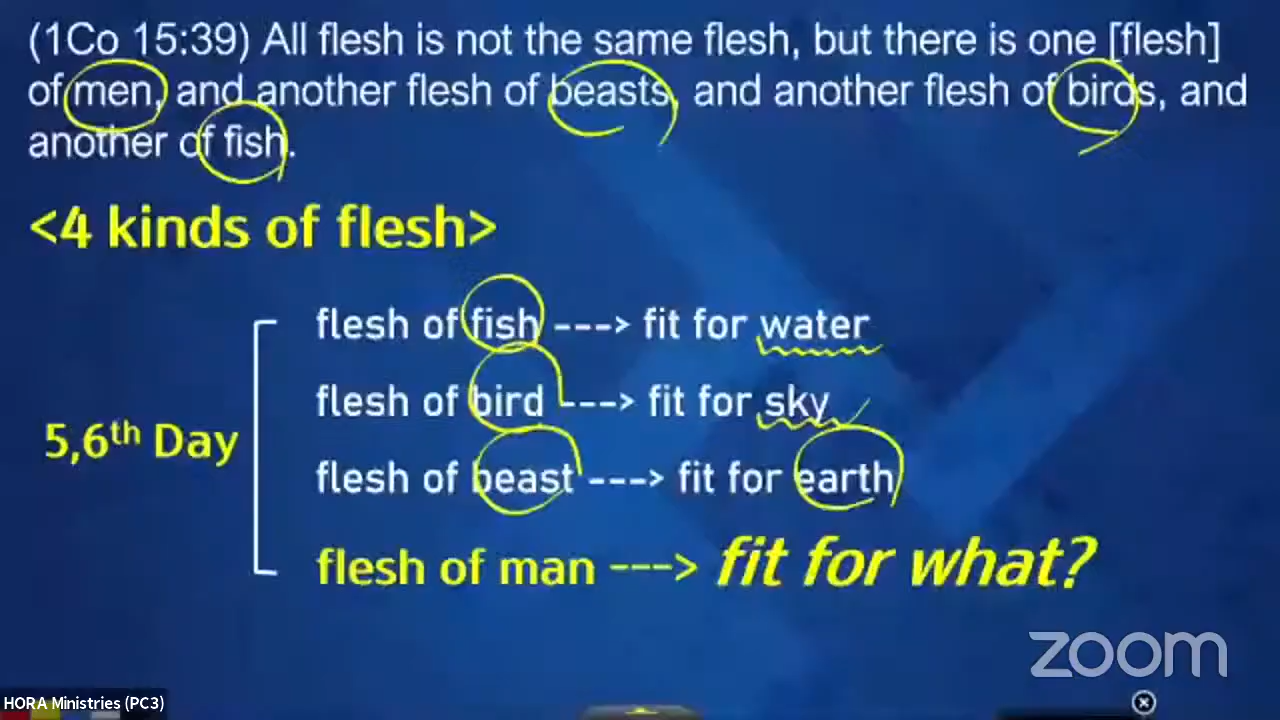 (1Co 15:39) All flesh is not the same flesh, but there is one [flesh]
of men, and another flesh of beasts, and another flesh of birds, and
another of fish.
<4 kinds of flesh>
flesh of fish ---> fit for water
flesh of bird ---> fit for sky
5,6th Day
flesh of beast ---> fit for earth
flesh of man ---> fit for what?
zoom
HORA Ministries (PC3)